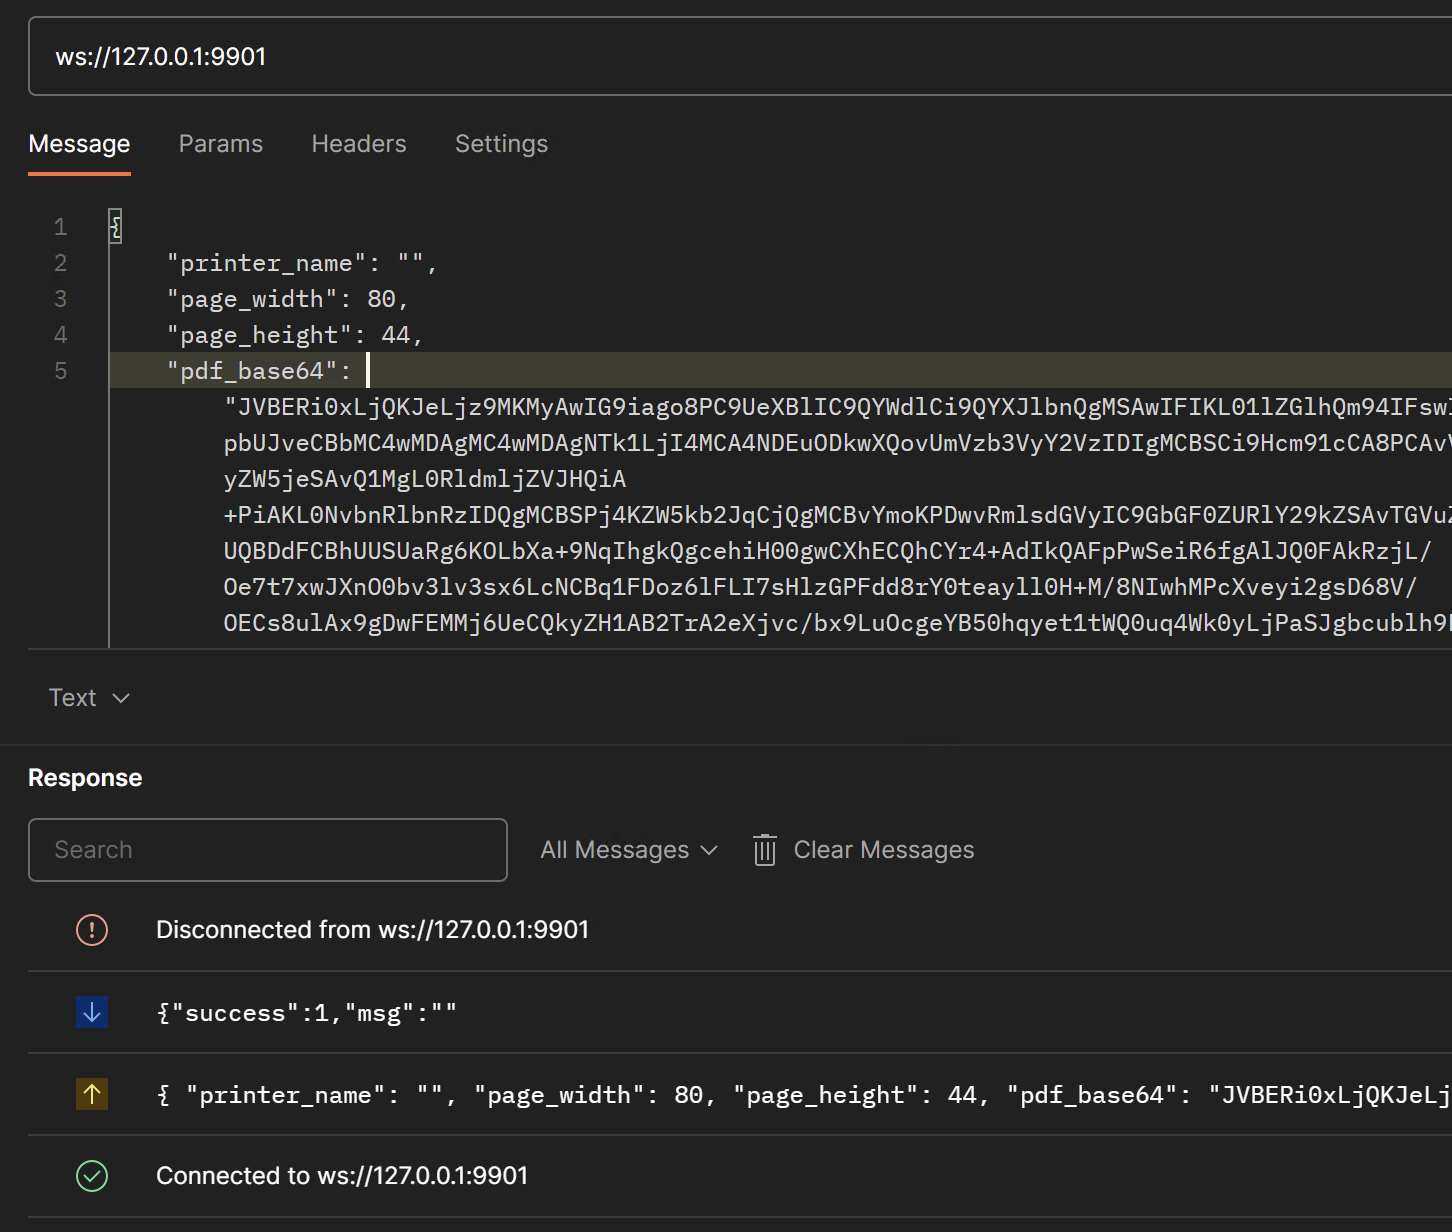 ws://127.0.0.1:9901
Message Params Headers Settings
1 {
2 "printer_name": "",
3 "page_width": 80,
4 "page_height": 44,
5 "pdf_base64":
"JVBERi0xLjQKJeLjz9MKMyAwIG9iago8PC9UeXBlIC9QYWdlCi9QYXJlbnQgMSAwIFIKL01lZGlhQm94IFsw
pbUJveCBbMC4wMDAgMC4wMDAgNTk1LjI4MCA4NDEuODkwXQovUmVzb3VyY2VzIDIgMCBSCi9Hcm91cCA8PCAv
yZW5jeSAvQ1MgL0RldmljZVJHQiA
+PiAKL0NvbnRlbnRzIDQgMCBSPj4KZW5kb2JqCjQgMCBvYmoKPDwvRmlsdGVyIC9GbGF0ZURlY29kZSAvTGVu
UQBDdFCBhUUSUaRg6KOLbXa+9NqIhgkQgcehiH00gwCXhECQhCYr4+AdIkQAFpPwSeiR6fgAlJQ0FAkRzjL/
Oe7t7xwJXnO0bv3lv3sx6LcNCBq1FDoz6lFLI7sHlzGPFdd8rY0teayll0H+M/8NIwhMPcXveyi2gsD68V/
OECs8ulAx9gDwFEMMj6UeCQkyZH1AB2TrA2eXjvc/bx9LuOcgeYB50hqyet1tWQ0uq4Wk0yLjPaSJgbcublh9
Text
Response
Search All Messages Clear Messages
Disconnected from ws://127.0.0.1:9901
{"success":1,"msg":""
{ "printer_name": "", "page_width": 80, "page_height": 44, "pdf_base64": "JVBERi0xLjQKJeLj
Connected to ws://127.0.0.1:9901